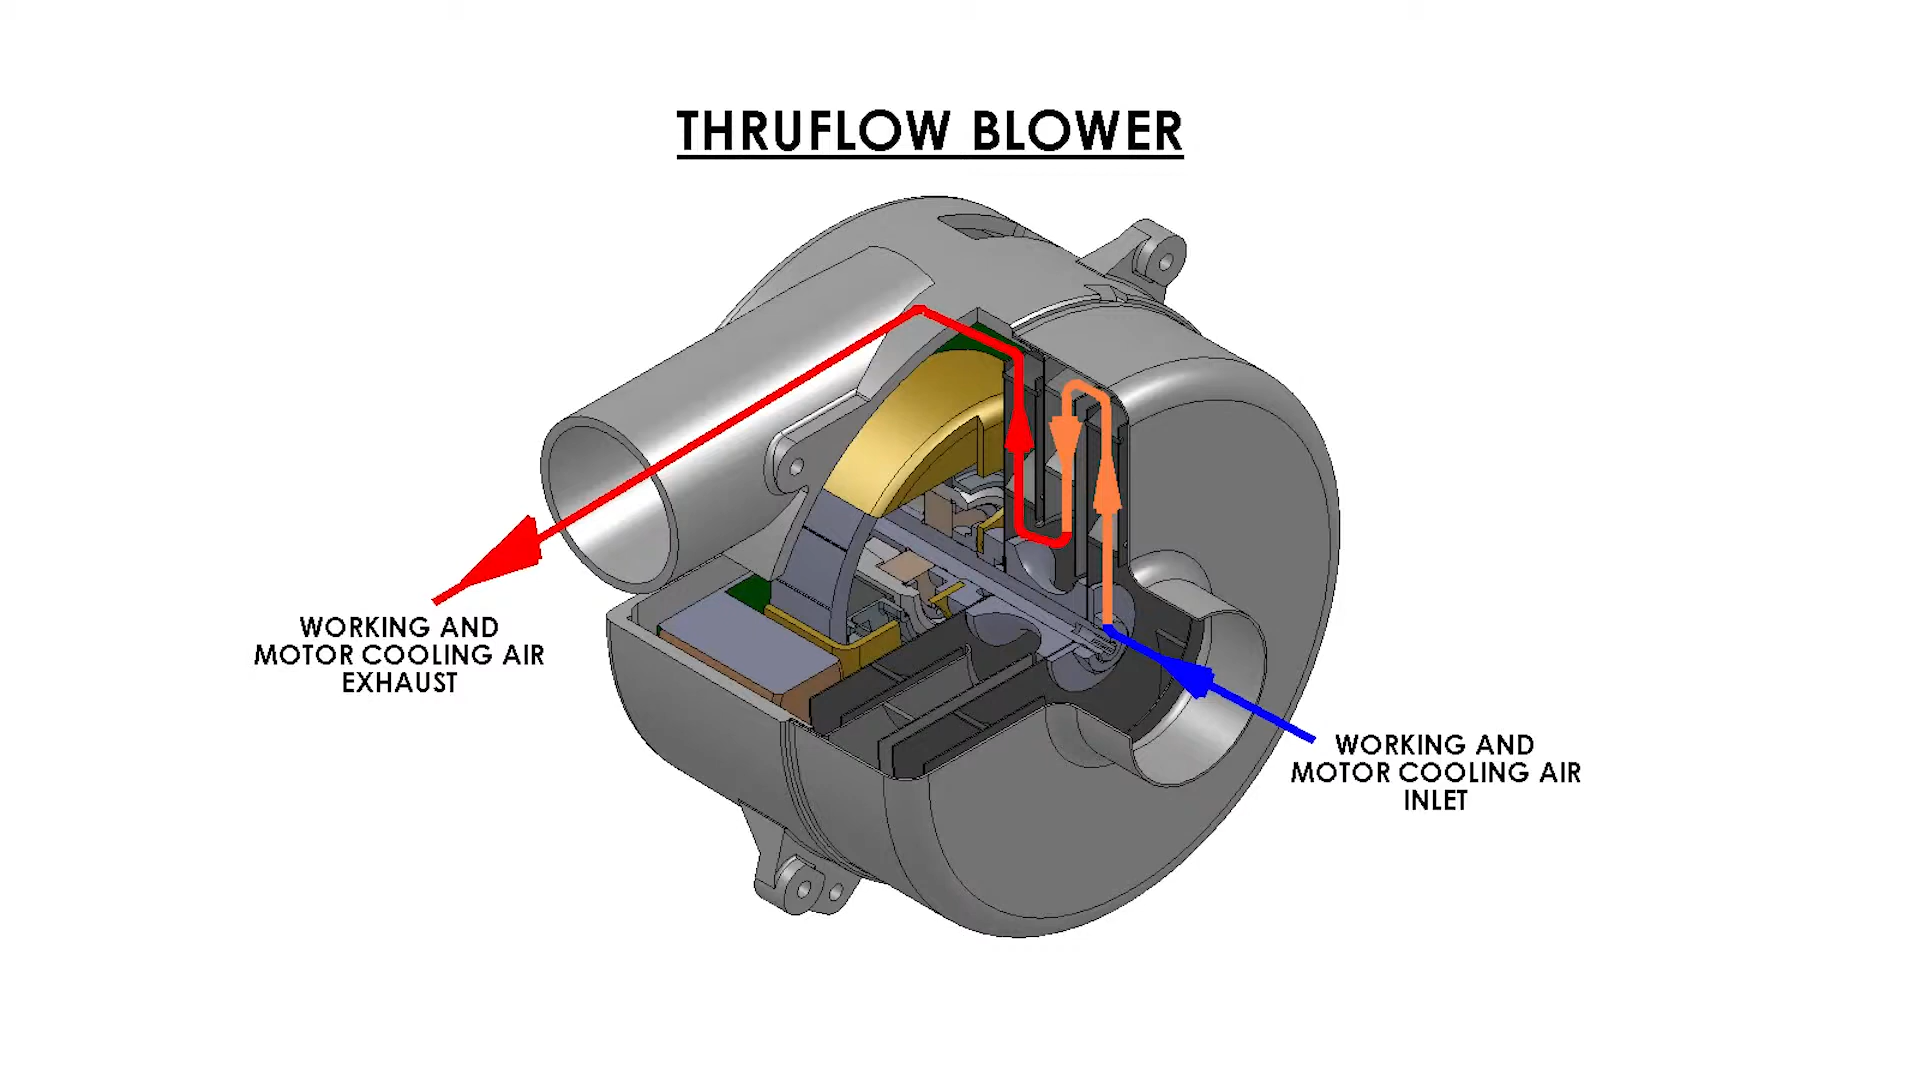 THRUFLOW BLOWER
WORKING AND
MOTOR COOLING AIR
EXHAUST
WORKING AND
MOTOR COOLING AIR
INLET